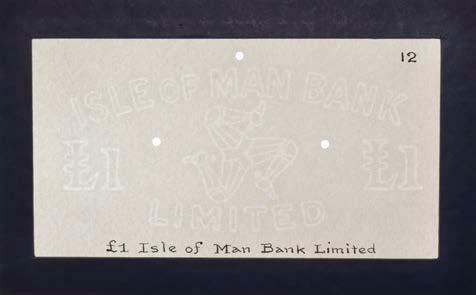 12
ISLE OF MAN BANK
£1 £1
LIMITED
£1 Isle of Man Bank Limited